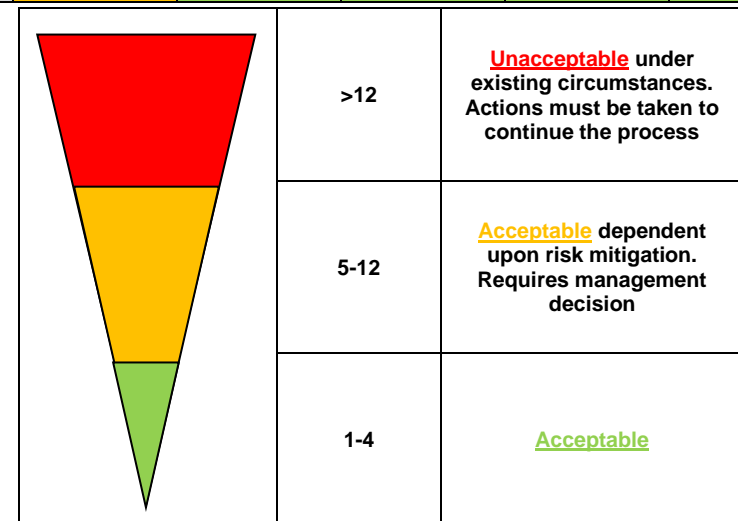 >12
Unacceptable under
existing circumstances.
Actions must be taken to
continue the process
5-12
Acceptable dependent
upon risk mitigation.
Requires management
decision
1-4
Acceptable